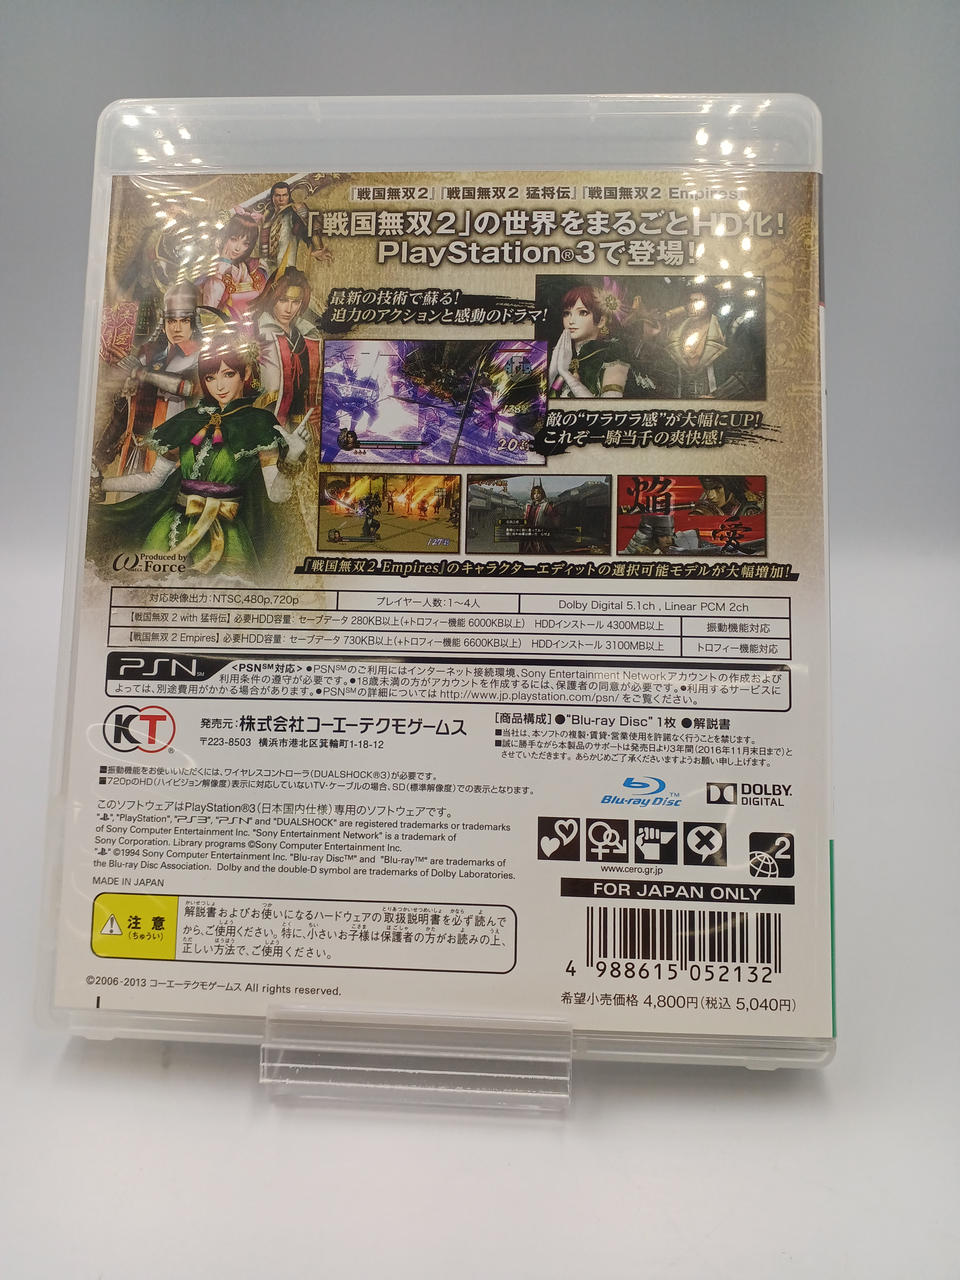 『戦国無双２』『戦国無双２ 猛将伝』『戦国無双２ Empires』
「戦国無双２」の世界をまるごとHD化！
PlayStation®3で登場！
最新の技術で蘇る！
迫力のアクションと感動のドラマ！
敵の“ワラワラ感”が大幅にUP！
これぞ一騎当千の爽快感！
焔
愛
Produced by
ω-Force
「戦国無双２ Empires」のキャラクターエディットの選択可能モデルが大幅増加！
対応映像出力：NTSC,480p,720p
プレイヤー人数：1〜4人
Dolby Digital 5.1ch , Linear PCM 2ch
【戦国無双２ with 猛将伝】必要HDD容量：セーブデータ 280KB以上(+トロフィー機能 6000KB以上) HDDインストール 4300MB以上
振動機能対応
【戦国無双２ Empires】必要HDD容量：セーブデータ 730KB以上(+トロフィー機能 6600KB以上) HDDインストール 3100MB以上
トロフィー機能対応
PSN℠
<PSN℠対応> ●PSN℠のご利用にはインターネット接続環境、Sony Entertainment Networkアカウントの作成および
利用条件の遵守が必要です。●18歳未満の方がアカウントを作成するには、保護者の同意が必要です。●利用するサービスに
よっては、別途費用がかかる場合があります。●PSN℠の詳細については http://www.jp.playstation.com/psn/ をご覧ください。
KT®
発売元：株式会社コーエーテクモゲームス
〒223-8503 横浜市港北区箕輪町1-18-12
[商品構成] ●“Blu-ray Disc” 1枚 ●解説書
■当社は、本ソフトの複製・賃貸・営業使用を許諾なく行うことを禁じます。
■誠に勝手ながら本製品のサポートは発売日より3年間(2016年11月末日まで)と
させていただきます。あらかじめご了承くださいますようお願い申し上げます。
■振動機能をお使いいただくには、ワイヤレスコントローラ(DUALSHOCK®3)が必要です。
■720pのHD(ハイビジョン解像度)表示に対応していないTV・ケーブルの場合、SD(標準解像度)での表示となります。
Blu-ray Disc™
DOLBY.
DIGITAL
このソフトウェアはPlayStation®3(日本国内仕様)専用のソフトウェアです。
"", "PlayStation", "PS3", "PSN" and "DUALSHOCK" are registered trademarks or trademarks
of Sony Computer Entertainment Inc. "Sony Entertainment Network" is a trademark of
Sony Corporation. Library programs ©Sony Computer Entertainment Inc.
"" ©1994 Sony Computer Entertainment Inc. "Blu-ray Disc™" and "Blu-ray™" are trademarks of
the Blu-ray Disc Association. Dolby and the double-D symbol are trademarks of Dolby Laboratories.
www.cero.gr.jp
2
MADE IN JAPAN
FOR JAPAN ONLY
注意
(ちゅうい)
解説書およびお使いになるハードウェアの取扱説明書を必ず読んで
から、ご使用ください。特に、小さいお子様は保護者の方がお読みの上、
正しい方法で、ご使用ください。
4 988615 052132
©2006-2013 コーエーテクモゲームス All rights reserved.
希望小売価格 4,800円(税込 5,040円)